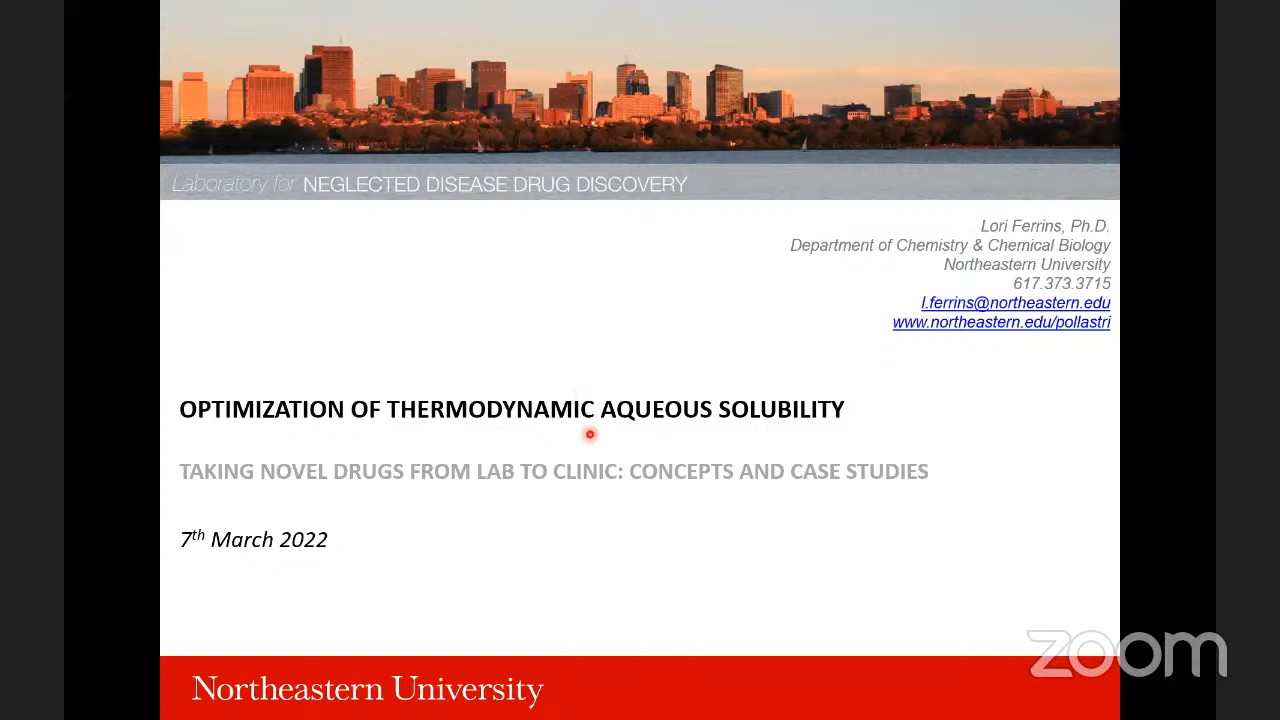 Laboratory for NEGLECTED DISEASE DRUG DISCOVERY
Lori Ferrins, Ph.D.
Department of Chemistry & Chemical Biology
Northeastern University
617.373.3715
l.ferrins@northeastern.edu
www.northeastern.edu/pollastri
OPTIMIZATION OF THERMODYNAMIC AQUEOUS SOLUBILITY
TAKING NOVEL DRUGS FROM LAB TO CLINIC: CONCEPTS AND CASE STUDIES
7th March 2022
zoom
Northeastern University